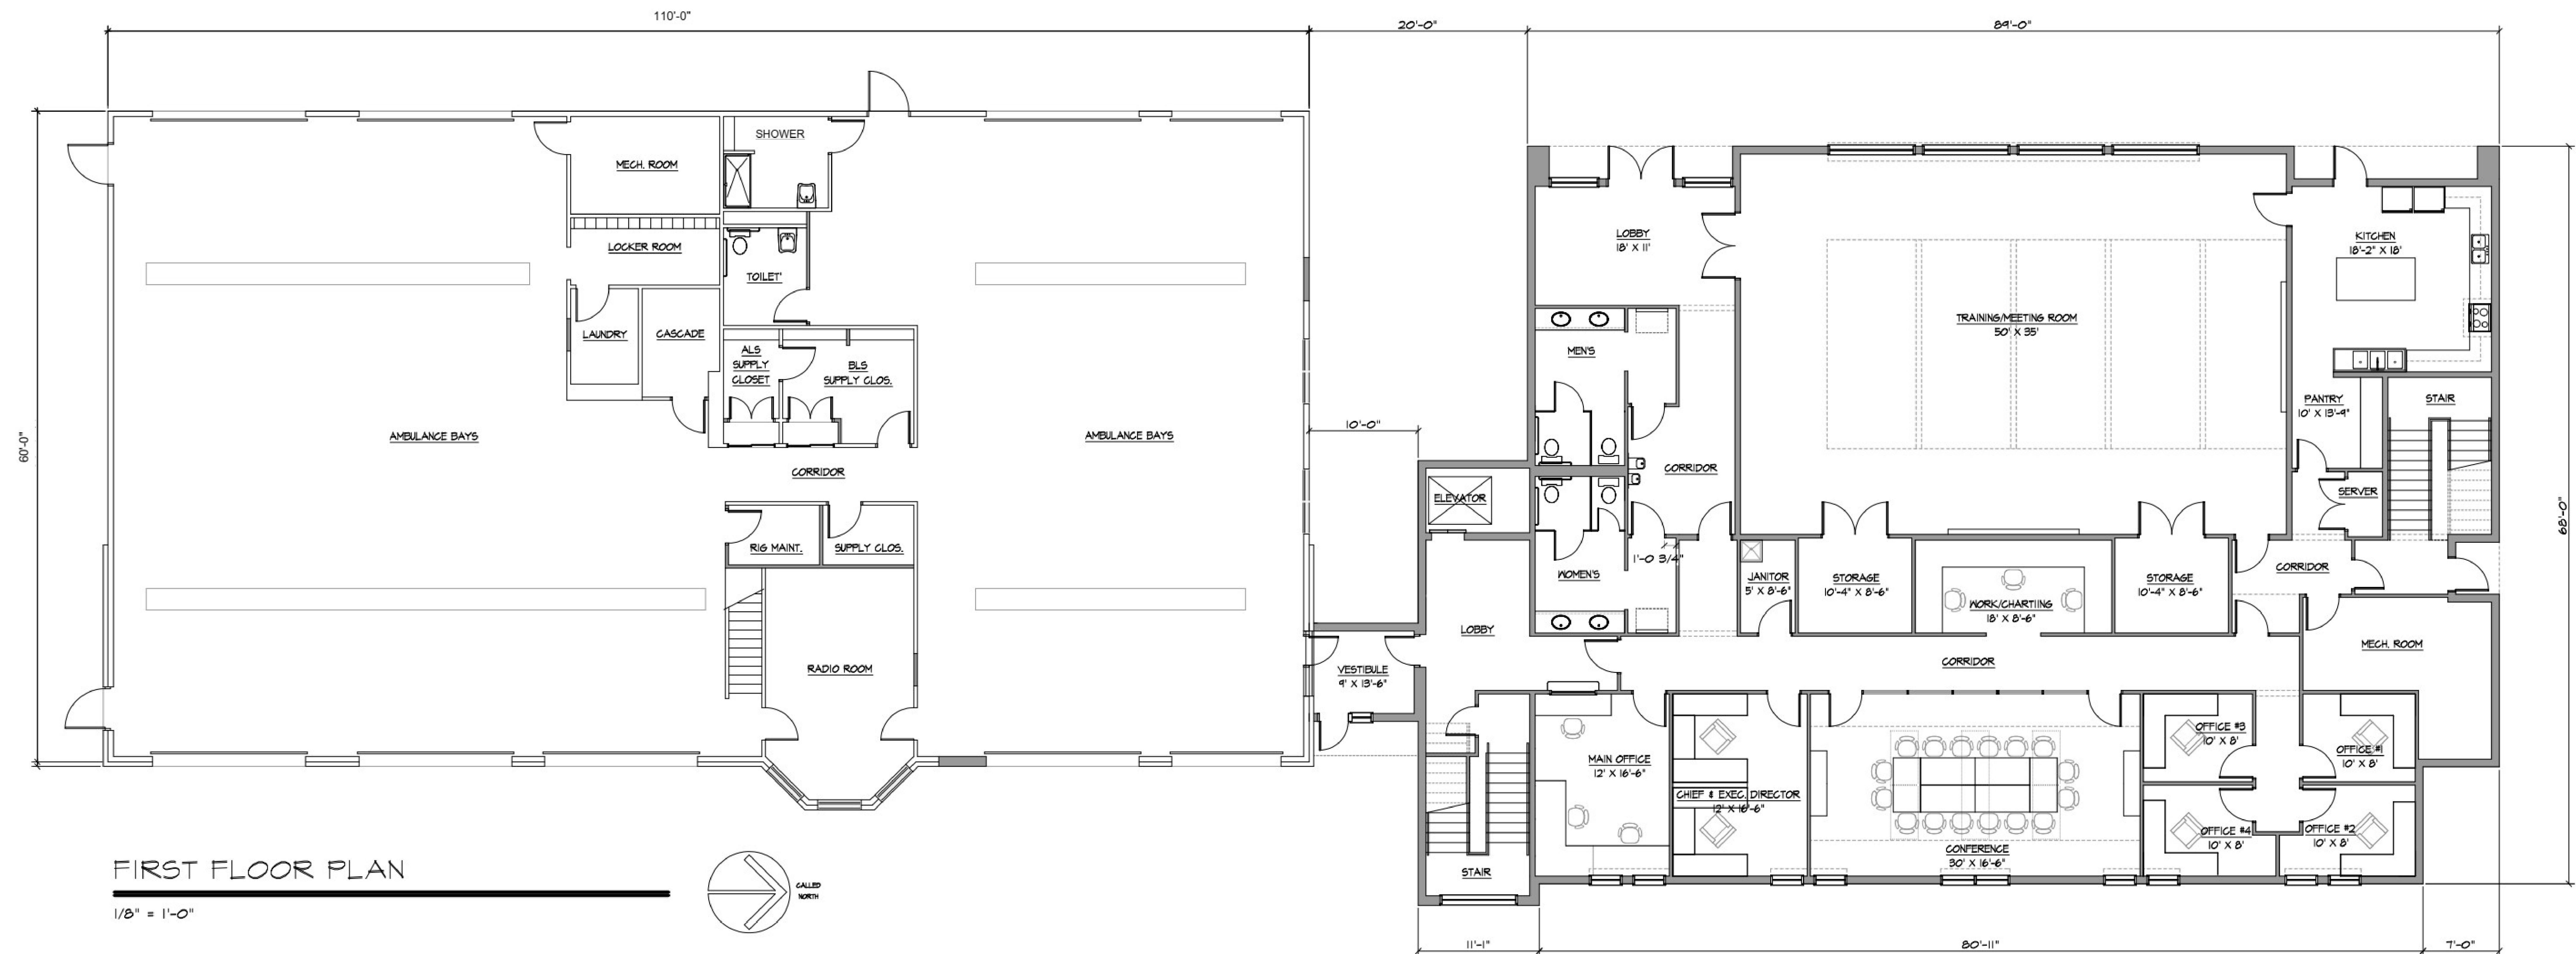 110'-0"
20'-0"
89'-0"
SHOWER
MECH. ROOM
LOCKER ROOM
TOILET'
LAUNDRY
CASCADE
ALS
SUPPLY
CLOSET
BLS
SUPPLY CLOS.
AMBULANCE BAYS
AMBULANCE BAYS
60'-0"
CORRIDOR
RIG MAINT.
SUPPLY CLOS.
RADIO ROOM
10'-0"
VESTIBULE
9' X 13'-6"
LOBBY
18' X 11'
MEN'S
CORRIDOR
ELEVATOR
WOMEN'S
1'-0 3/4"
LOBBY
TRAINING/MEETING ROOM
50' X 35'
KITCHEN
18'-2" X 18'
PANTRY
10' X 13'-9"
STAIR
SERVER
68'-0"
JANITOR
5' X 8'-6"
STORAGE
10'-4" X 8'-6"
WORK/CHARTIING
18' X 8'-6"
STORAGE
10'-4" X 8'-6"
CORRIDOR
MECH. ROOM
CORRIDOR
MAIN OFFICE
12' X 16'-6"
CHIEF & EXEC. DIRECTOR
12' X 16'-6"
CONFERENCE
30' X 16'-6"
OFFICE #3
10' X 8'
OFFICE #1
10' X 8'
OFFICE #4
10' X 8'
OFFICE #2
10' X 8'
STAIR
11'-1"
80'-11"
7'-0"
FIRST FLOOR PLAN
1/8" = 1'-0"
CALLED
NORTH